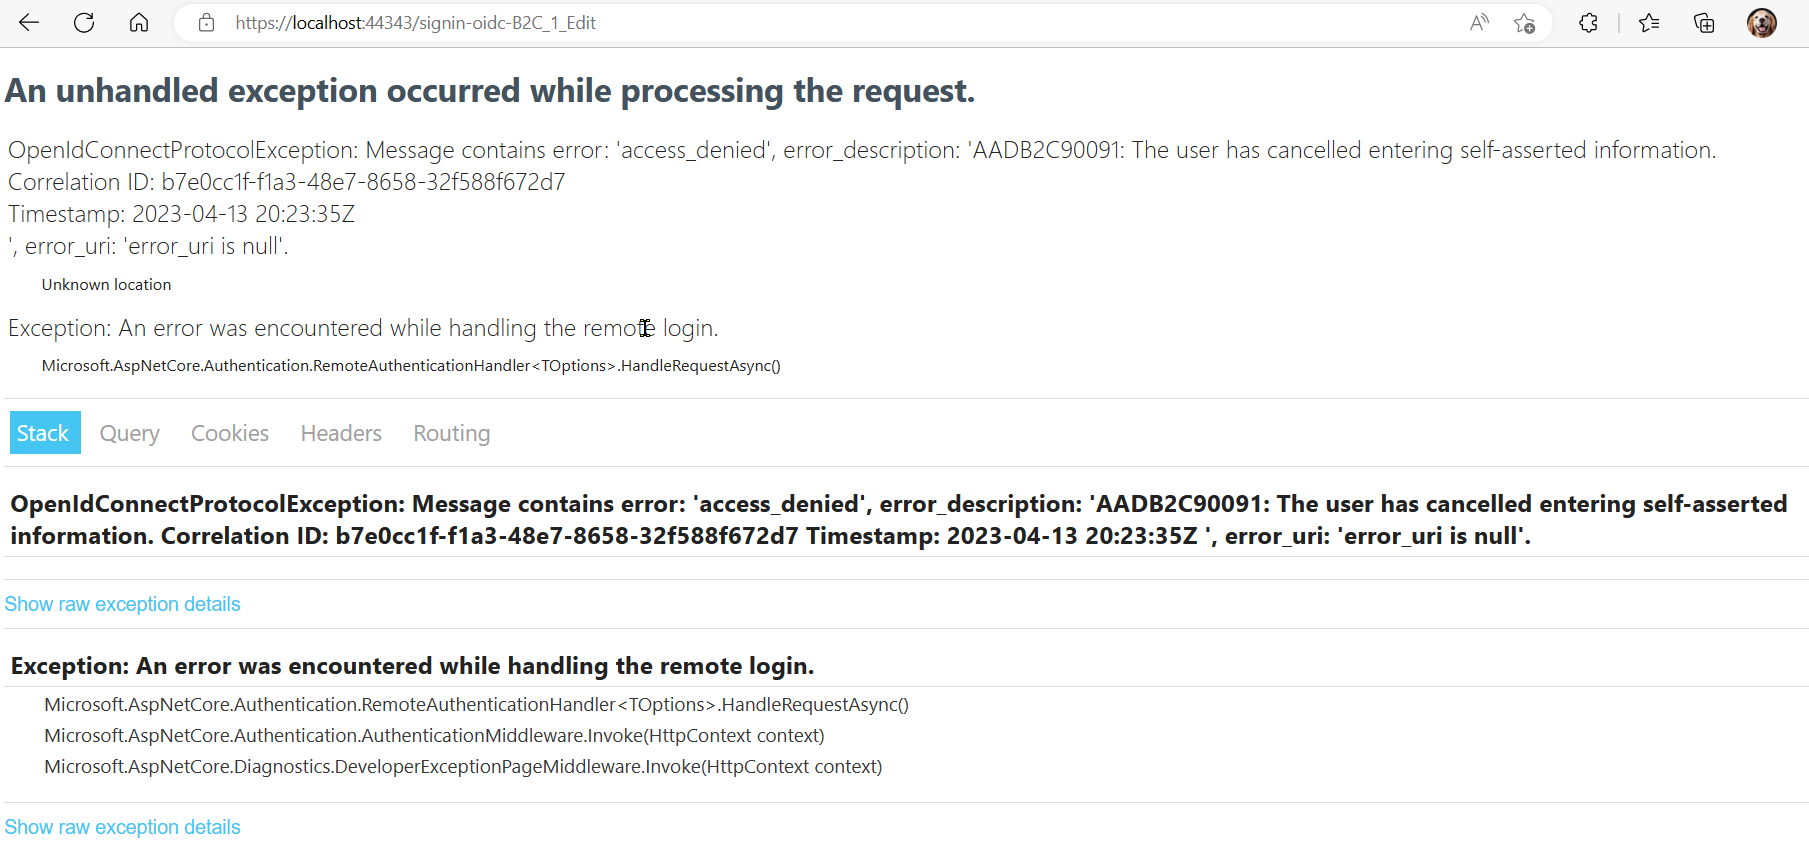 https://localhost:44343/signin-oidc-B2C_1_Edit
An unhandled exception occurred while processing the request.
OpenIdConnectProtocolException: Message contains error: 'access_denied', error_description: 'AADB2C90091: The user has cancelled entering self-asserted information.
Correlation ID: b7e0cc1f-f1a3-48e7-8658-32f588f672d7
Timestamp: 2023-04-13 20:23:35Z
', error_uri: 'error_uri is null'.
Unknown location
Exception: An error was encountered while handling the remote login.
Microsoft.AspNetCore.Authentication.RemoteAuthenticationHandler<TOptions>.HandleRequestAsync()
Stack Query Cookies Headers Routing
OpenIdConnectProtocolException: Message contains error: 'access_denied', error_description: 'AADB2C90091: The user has cancelled entering self-asserted
information. Correlation ID: b7e0cc1f-f1a3-48e7-8658-32f588f672d7 Timestamp: 2023-04-13 20:23:35Z ', error_uri: 'error_uri is null'.
Show raw exception details
Exception: An error was encountered while handling the remote login.
Microsoft.AspNetCore.Authentication.RemoteAuthenticationHandler<TOptions>.HandleRequestAsync()
Microsoft.AspNetCore.Authentication.AuthenticationMiddleware.Invoke(HttpContext context)
Microsoft.AspNetCore.Diagnostics.DeveloperExceptionPageMiddleware.Invoke(HttpContext context)
Show raw exception details